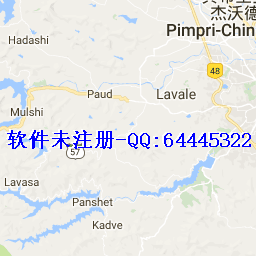 杰沃德
Pimpri-Chin
Hadashi
48
Paud
Lavale
Mulshi
软件未注册-QQ:64445322
57
Lavasa
Panshet
Kadve